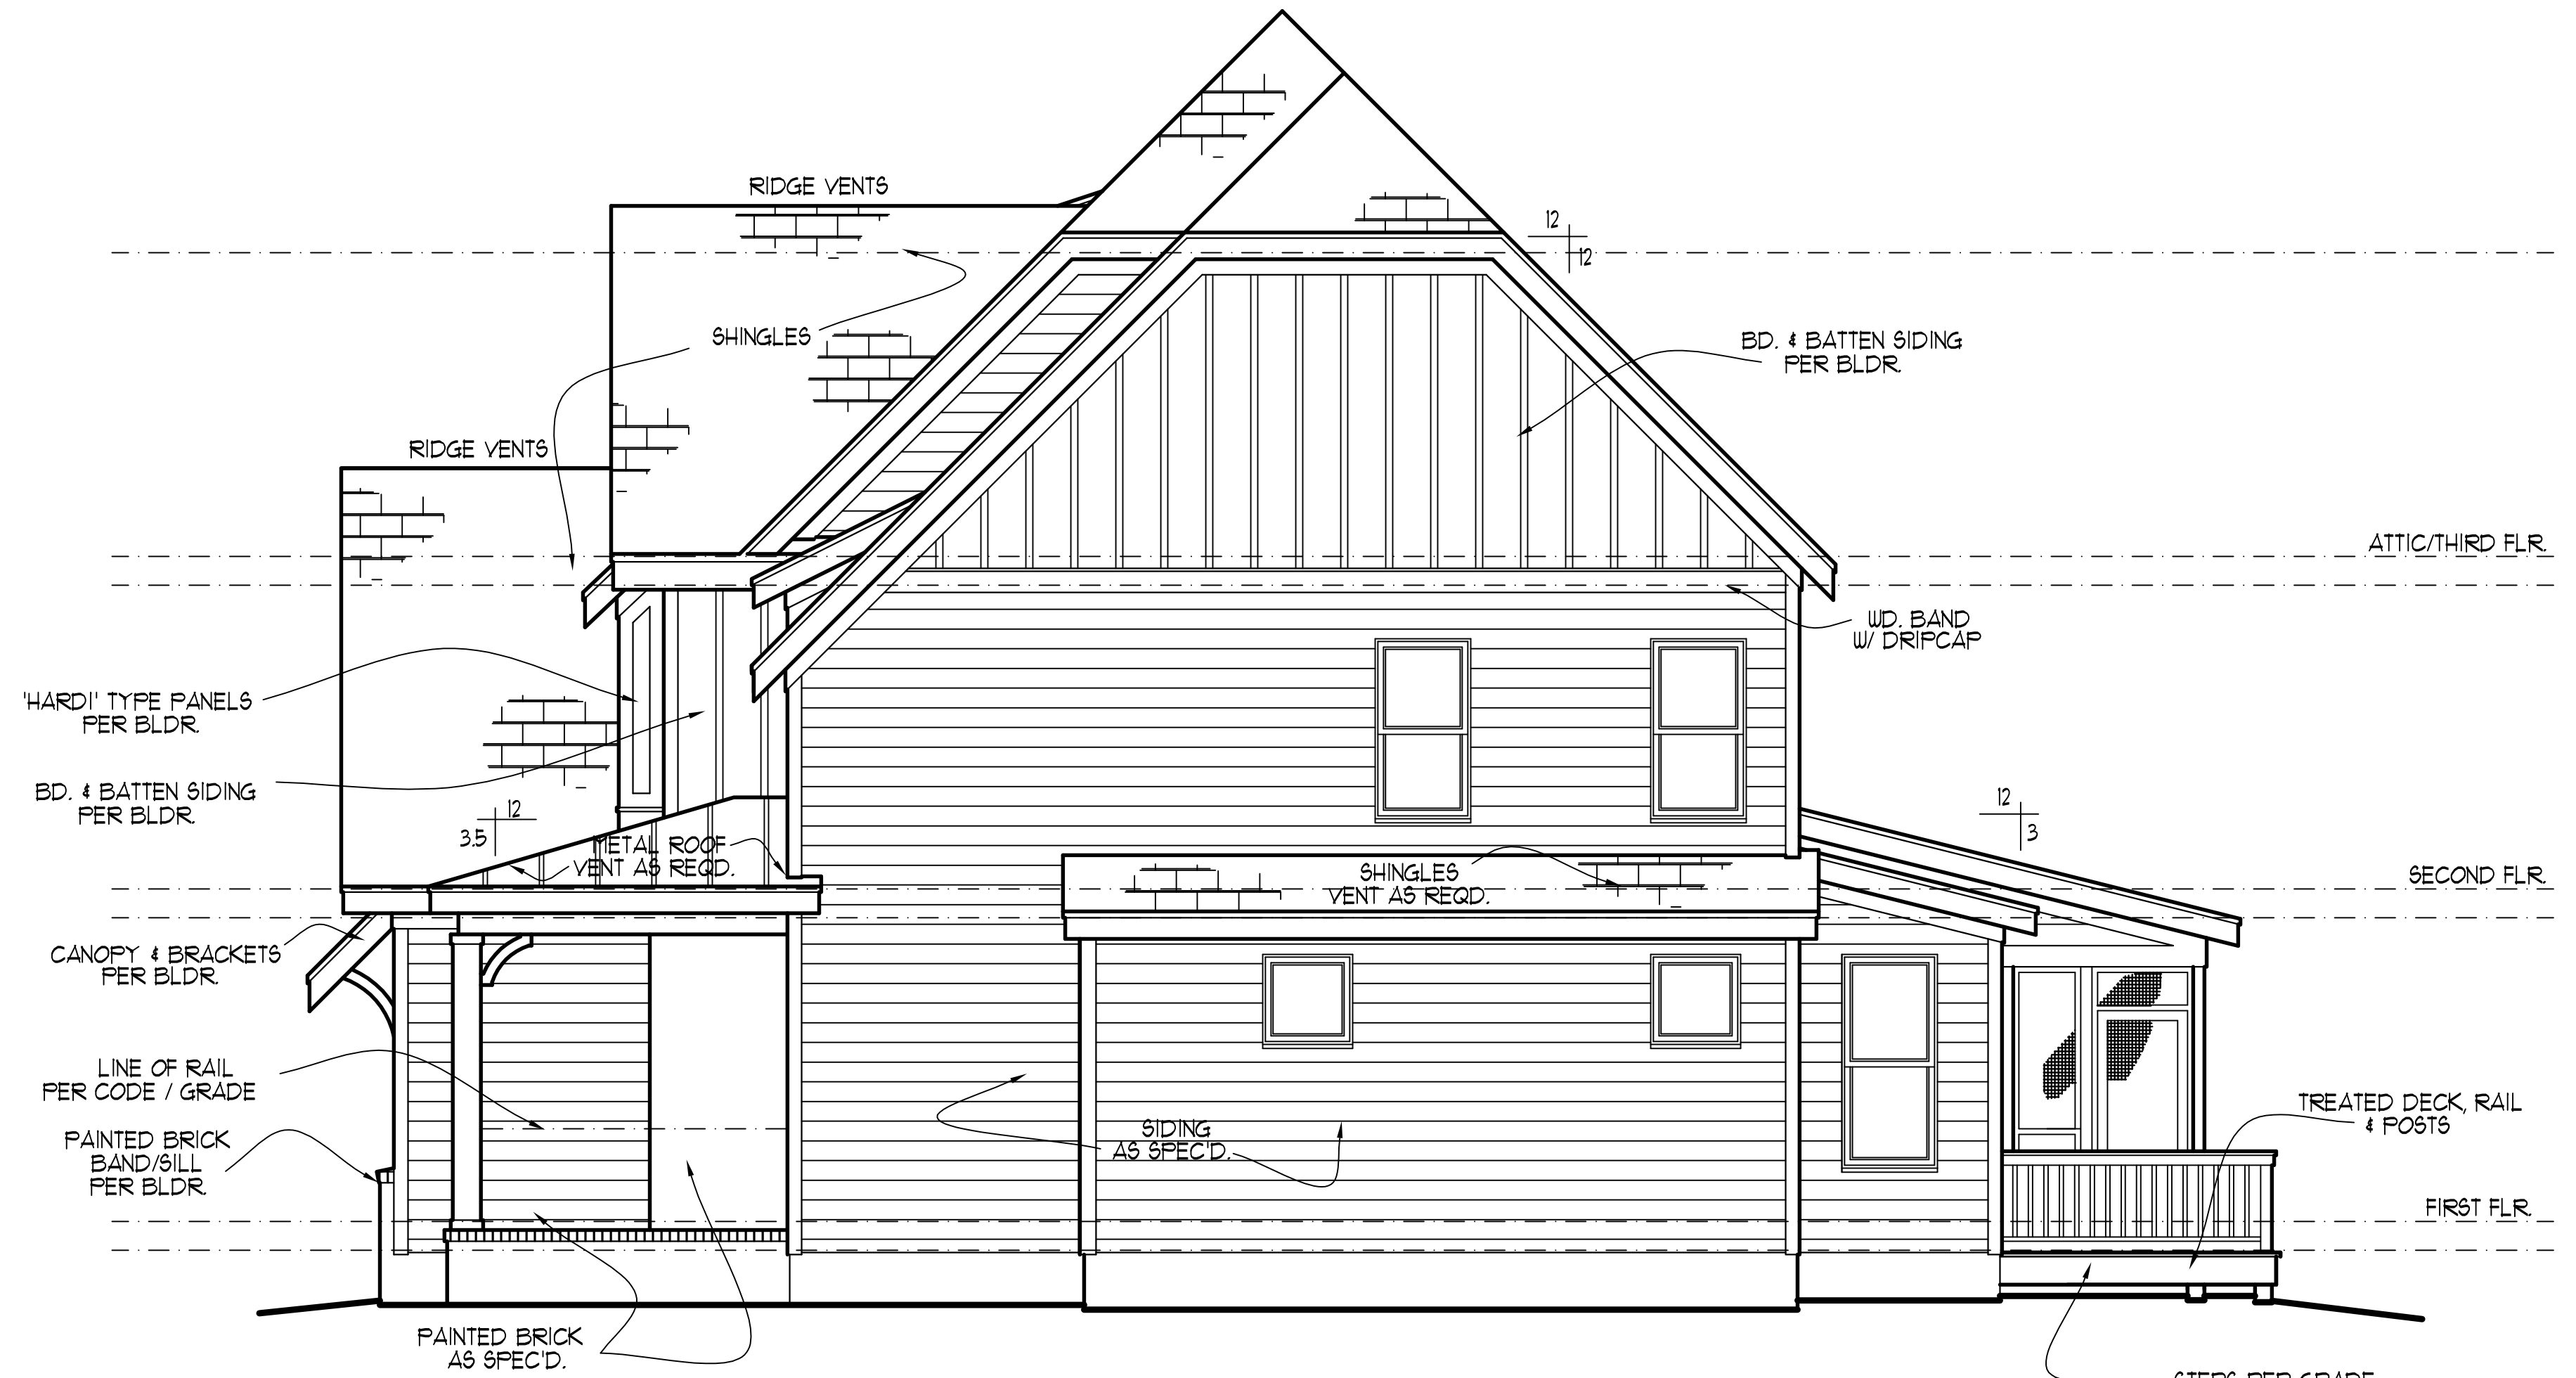 RIDGE VENTS
12
12
SHINGLES
BD. & BATTEN SIDING
PER BLDR.
RIDGE VENTS
ATTIC/THIRD FLR.
WD. BAND
W/ DRIPCAP
'HARDI' TYPE PANELS
PER BLDR.
BD. & BATTEN SIDING
PER BLDR.
12
3.5
METAL ROOF
VENT AS REQD.
12
3
SHINGLES
VENT AS REQD.
SECOND FLR.
CANOPY & BRACKETS
PER BLDR.
LINE OF RAIL
PER CODE / GRADE
TREATED DECK, RAIL
& POSTS
PAINTED BRICK
BAND/SILL
PER BLDR.
SIDING
AS SPEC'D.
FIRST FLR.
PAINTED BRICK
AS SPEC'D.
STEPS PER GRADE